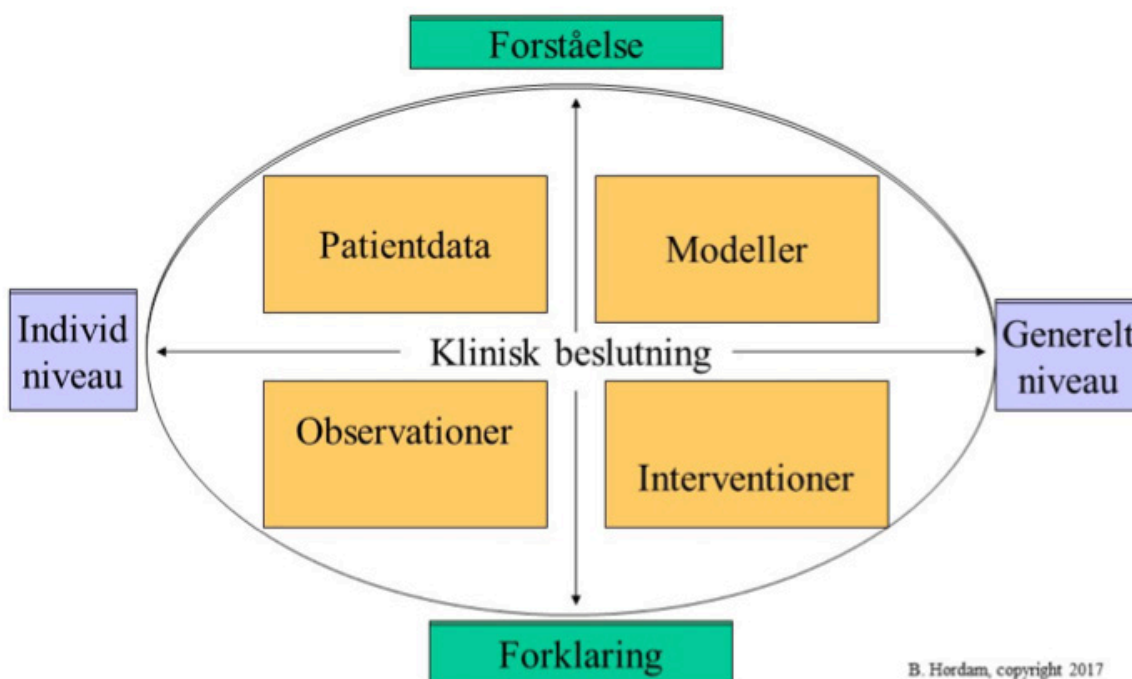 Forståelse
Patientdata
Modeller
Individ
niveau
Klinisk beslutning
Generelt
niveau
Observationer
Interventioner
Forklaring
B. Hordam, copyright 2017